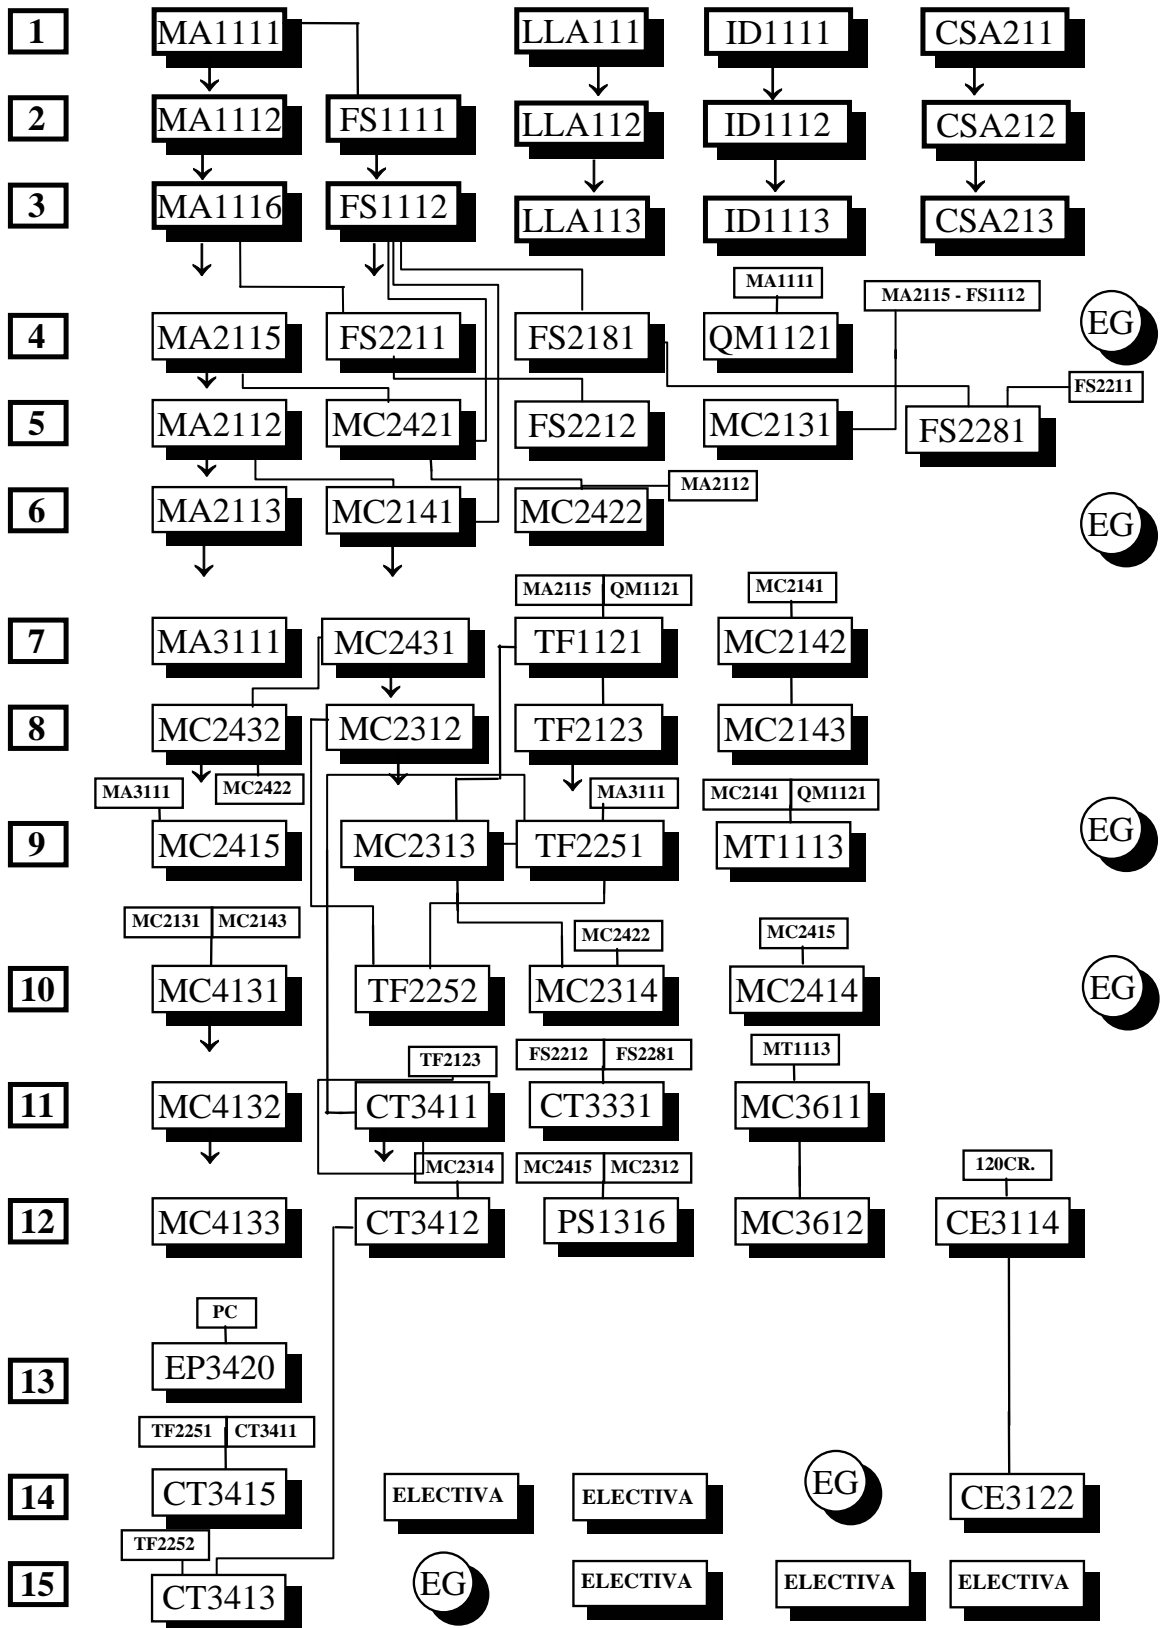 1 MA1111 LLA111 ID1111 CSA211
2 MA1112 FS1111 LLA112 ID1112 CSA212
3 MA1116 FS1112 LLA113 ID1113 CSA213
MA1111 MA2115 - FS1112
4 MA2115 FS2211 FS2181 QM1121 EG
FS2211
5 MA2112 MC2421 FS2212 MC2131 FS2281
MA2112
6 MA2113 MC2141 MC2422 EG
MA2115 QM1121 MC2141
7 MA3111 MC2431 TF1121 MC2142
8 MC2432 MC2312 TF2123 MC2143
MA3111 MC2422 MA3111 MC2141 QM1121
9 MC2415 MC2313 TF2251 MT1113 EG
MC2131 MC2143 MC2422 MC2415
10 MC4131 TF2252 MC2314 MC2414 EG
TF2123 FS2212 FS2281 MT1113
11 MC4132 CT3411 CT3331 MC3611
MC2314 MC2415 MC2312 120CR.
12 MC4133 CT3412 PS1316 MC3612 CE3114
PC
13 EP3420
TF2251 CT3411
14 CT3415 ELECTIVA ELECTIVA EG CE3122
TF2252
15 CT3413 EG ELECTIVA ELECTIVA ELECTIVA